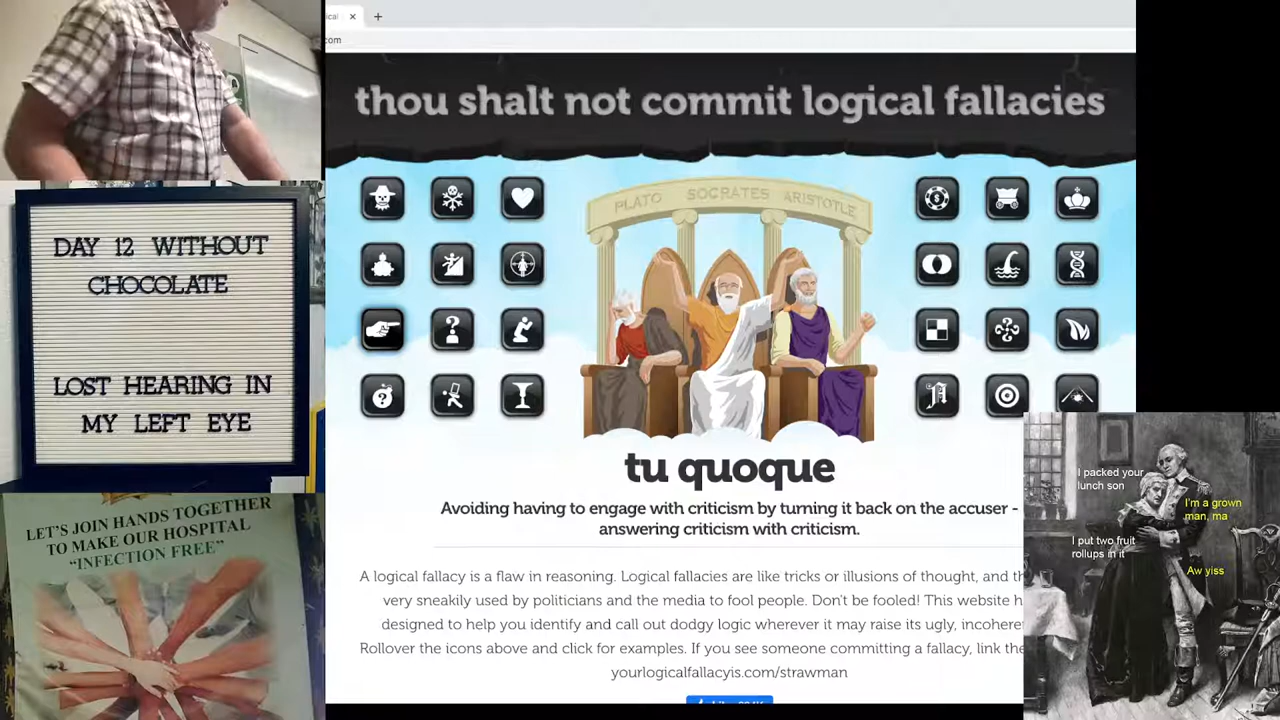 ical
com
thou shalt not commit logical fallacies
PLATO SOCRATES ARISTOTLE
tu quoque
Avoiding having to engage with criticism by turning it back on the accuser -
answering criticism with criticism.
A logical fallacy is a flaw in reasoning. Logical fallacies are like tricks or illusions of thought, and th
very sneakily used by politicians and the media to fool people. Don't be fooled! This website h
designed to help you identify and call out dodgy logic wherever it may raise its ugly, incoher
Rollover the icons above and click for examples. If you see someone committing a fallacy, link the
yourlogicalfallacyis.com/strawman
DAY 12 WITHOUT
CHOCOLATE
LOST HEARING IN
MY LEFT EYE
LET'S JOIN HANDS TOGETHER
TO MAKE OUR HOSPITAL
"INFECTION FREE"
I packed your
lunch son
I'm a grown
man, ma
I put two fruit
rollups in it
Aw yiss